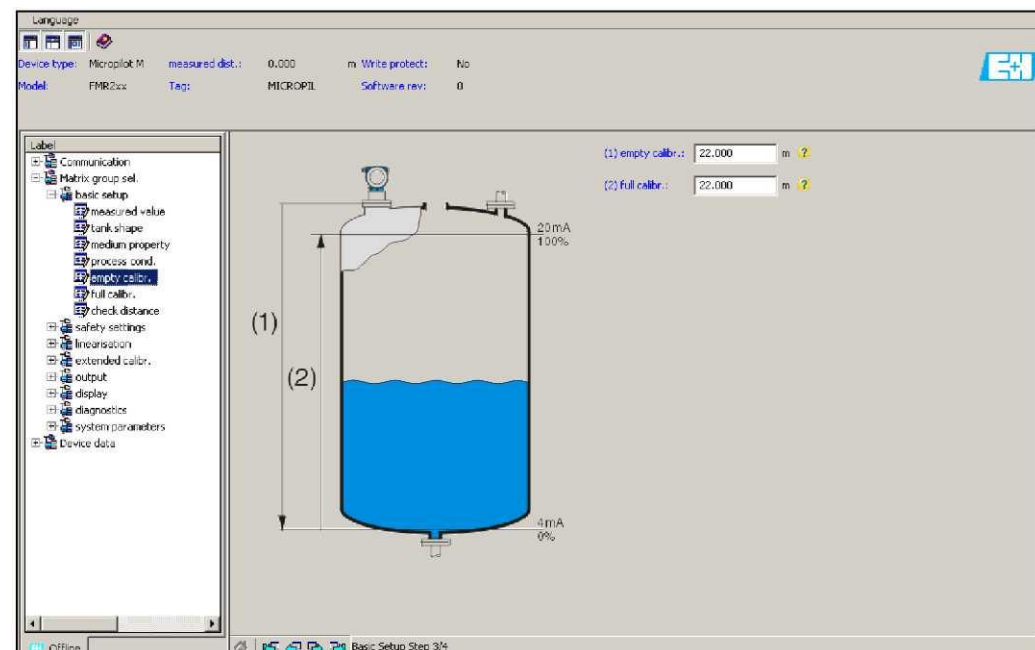 Language
Device type: Micropilot M measured dist.: 0.000 m Write protect: No
Model: FMR2xx Tag: MICROPIL Software rev: 0
E+H
Label
Communication
Matrix group sel.
basic setup
measured value
tank shape
medium property
process cond.
empty calibr.
full calibr.
check distance
safety settings
linearisation
extended calibr.
output
display
diagnostics
system parameters
Device data
(1) empty calibr.: 22.000 m ?
(2) full calibr.: 22.000 m ?
20mA
100%
(1)
(2)
4mA
0%
Offline
Basic Setup Step 3/4